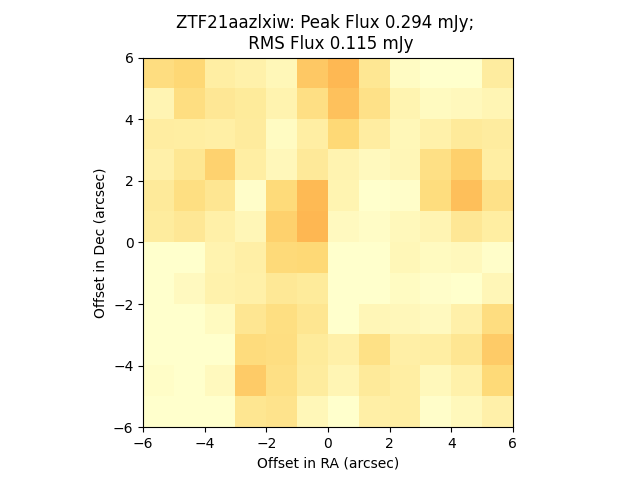 ZTF21aazlxiw: Peak Flux 0.294 mJy;
RMS Flux 0.115 mJy
6
4
2
0
−2
−4
−6
Offset in Dec (arcsec)
−6 −4 −2 0 2 4 6
Offset in RA (arcsec)